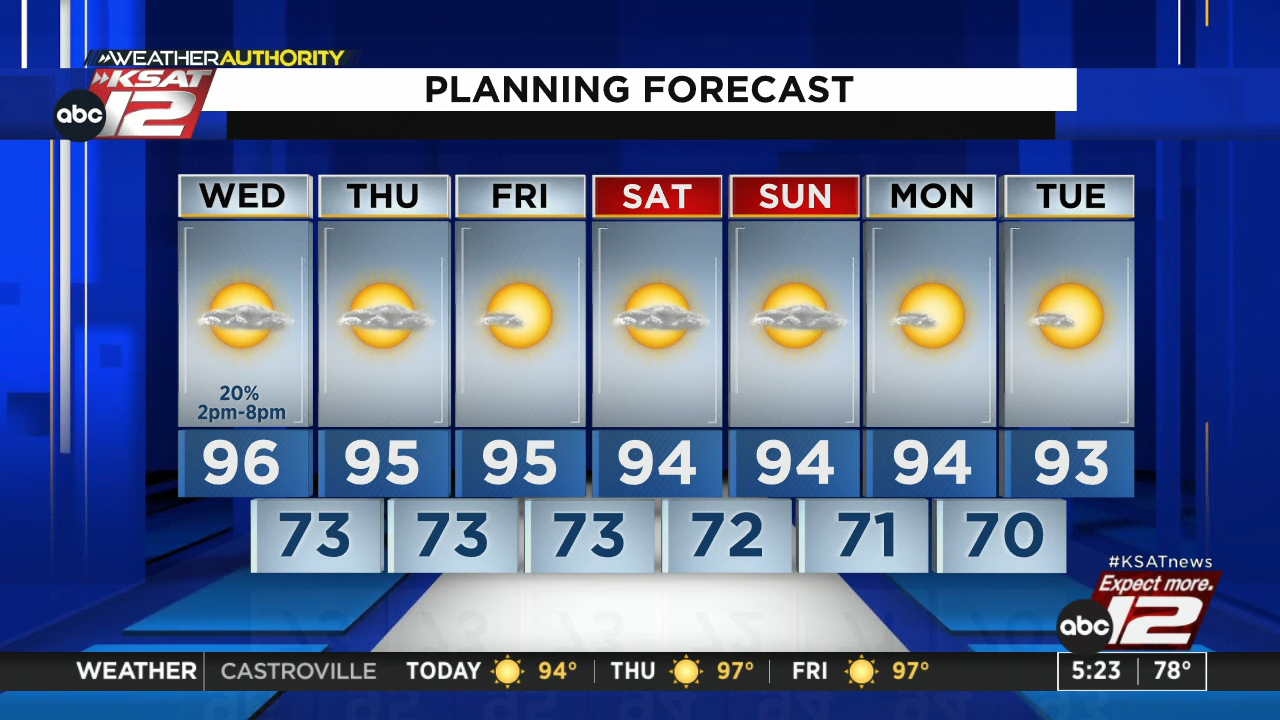 WEATHERAUTHORITY
KSAT
abc 12
PLANNING FORECAST
WED THU FRI SAT SUN MON TUE
20%
2pm-8pm
96 95 95 94 94 94 93
73 73 73 72 71 70
#KSATnews
Expect more.
abc 12
WEATHER CASTROVILLE TODAY 94° THU 97° FRI 97° 5:23 78°